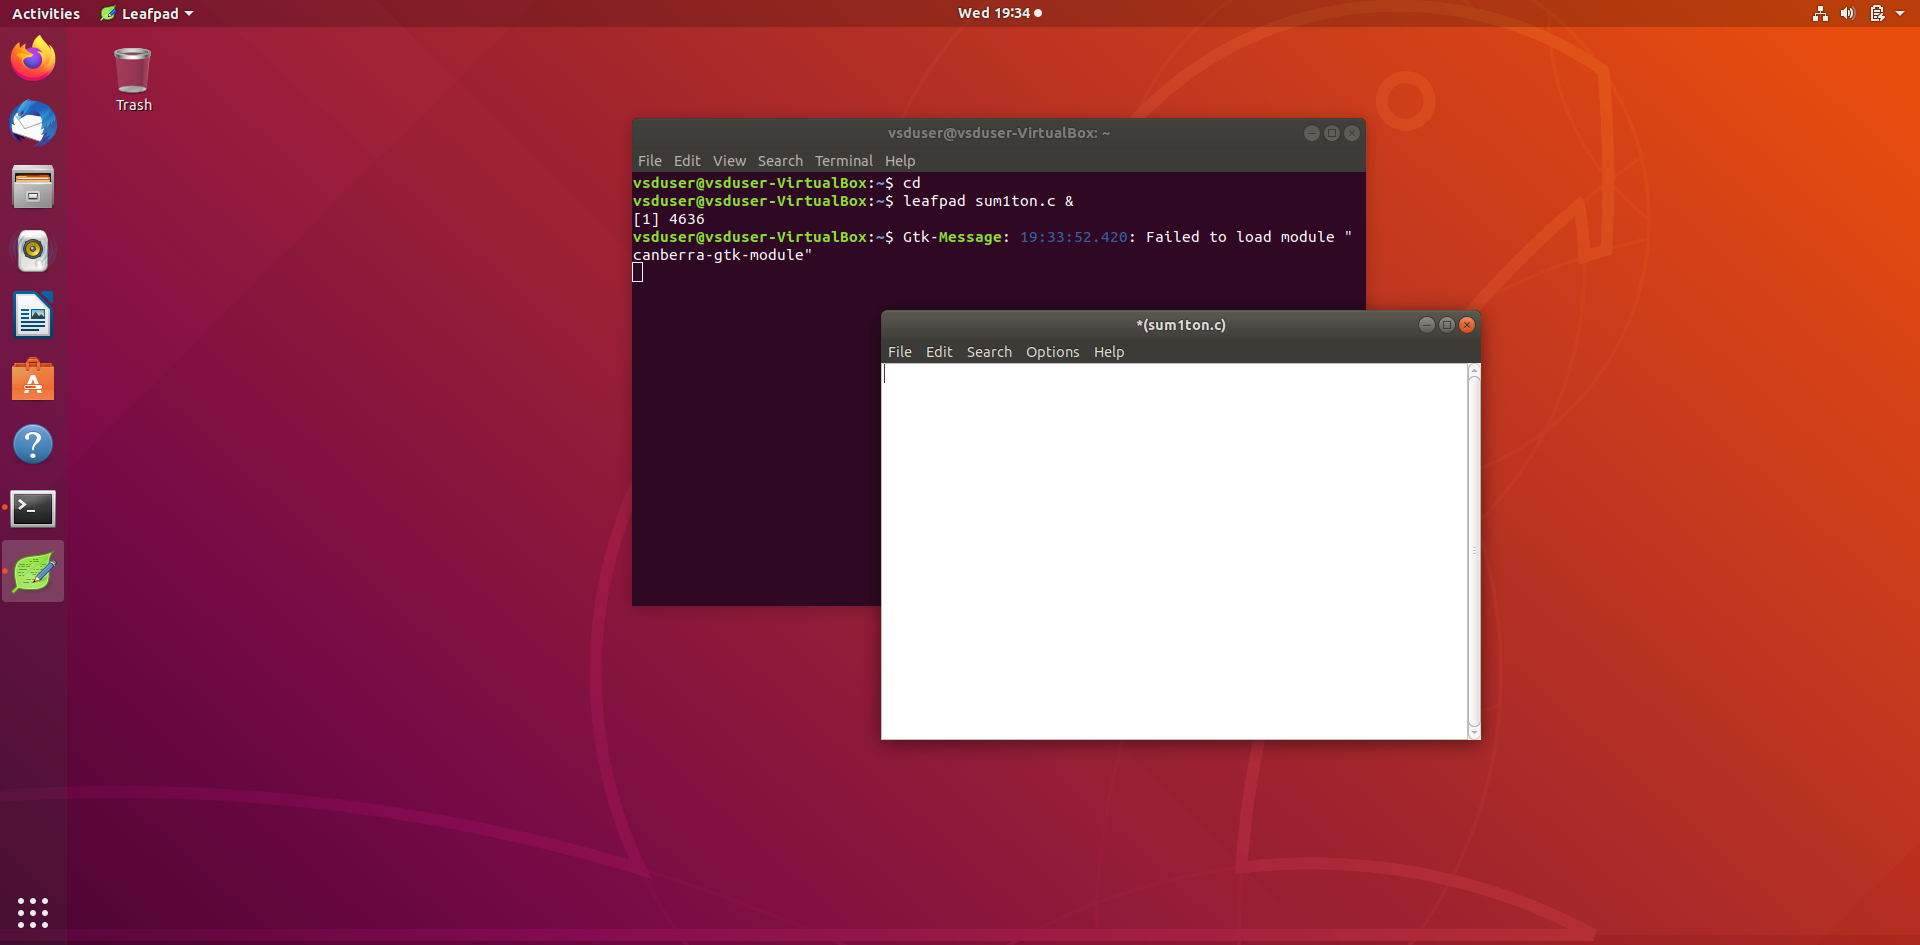 Activities Leafpad Wed 19:34
Trash
vsduser@vsduser-VirtualBox: ~
File Edit View Search Terminal Help
vsduser@vsduser-VirtualBox:~$ cd
vsduser@vsduser-VirtualBox:~$ leafpad sum1ton.c &
[1] 4636
vsduser@vsduser-VirtualBox:~$ Gtk-Message: 19:33:52.420: Failed to load module "
canberra-gtk-module"
*(sum1ton.c)
File Edit Search Options Help